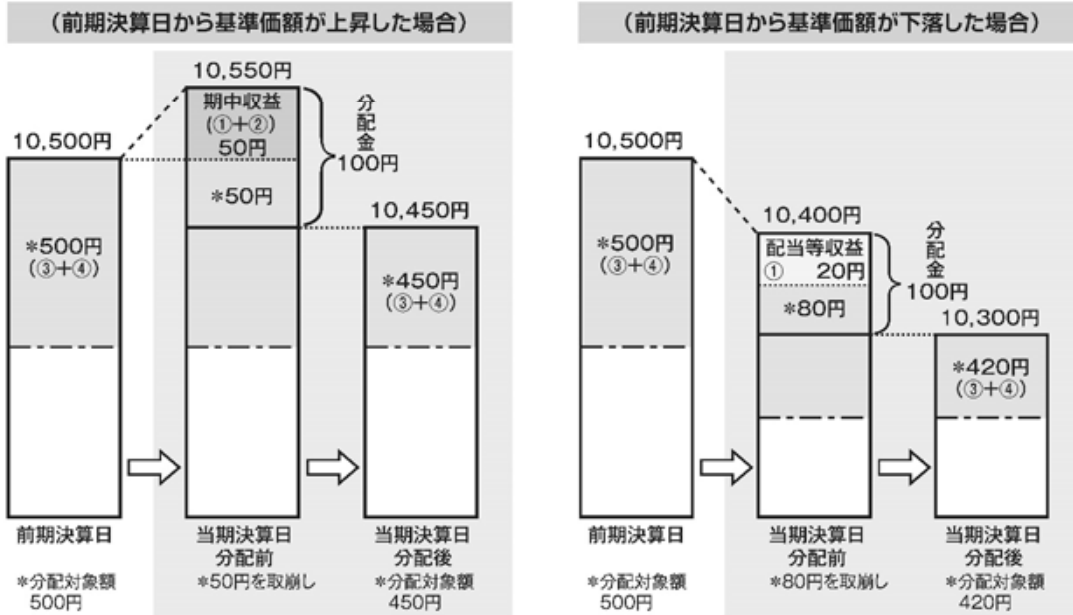 (前期決算日から基準価額が上昇した場合)
10,550円
期中収益
(①+②)
50円
*50円
分配金
100円
10,500円
*500円
(③+④)
10,450円
*450円
(③+④)
前期決算日
当期決算日
分配前
当期決算日
分配後
*分配対象額
500円
*50円を取崩し
*分配対象額
450円
(前期決算日から基準価額が下落した場合)
10,500円
*500円
(③+④)
10,400円
配当等収益
① 20円
*80円
分配金
100円
10,300円
*420円
(③+④)
前期決算日
当期決算日
分配前
当期決算日
分配後
*分配対象額
500円
*80円を取崩し
*分配対象額
420円